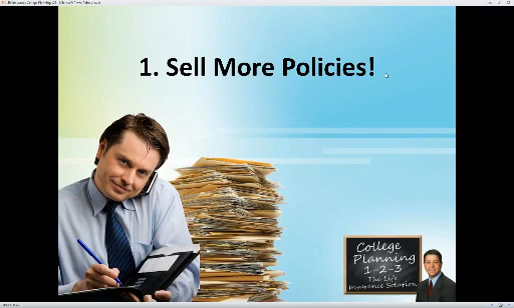 1. Sell More Policies!
College
Planning
1-2-3
The Life
Insurance Solution